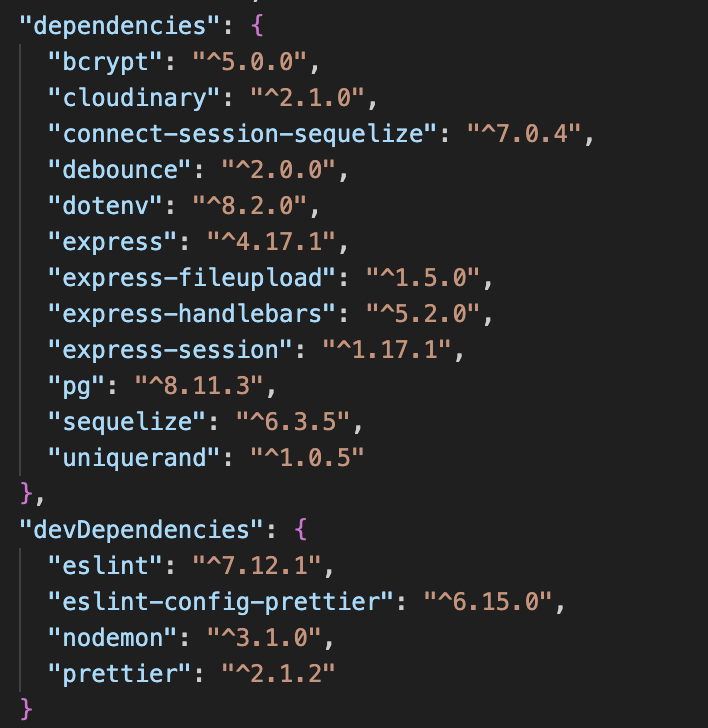 "dependencies": {
"bcrypt": "^5.0.0",
"cloudinary": "^2.1.0",
"connect-session-sequelize": "^7.0.4",
"debounce": "^2.0.0",
"dotenv": "^8.2.0",
"express": "^4.17.1",
"express-fileupload": "^1.5.0",
"express-handlebars": "^5.2.0",
"express-session": "^1.17.1",
"pg": "^8.11.3",
"sequelize": "^6.3.5",
"uniquerand": "^1.0.5"
},
"devDependencies": {
"eslint": "^7.12.1",
"eslint-config-prettier": "^6.15.0",
"nodemon": "^3.1.0",
"prettier": "^2.1.2"
}